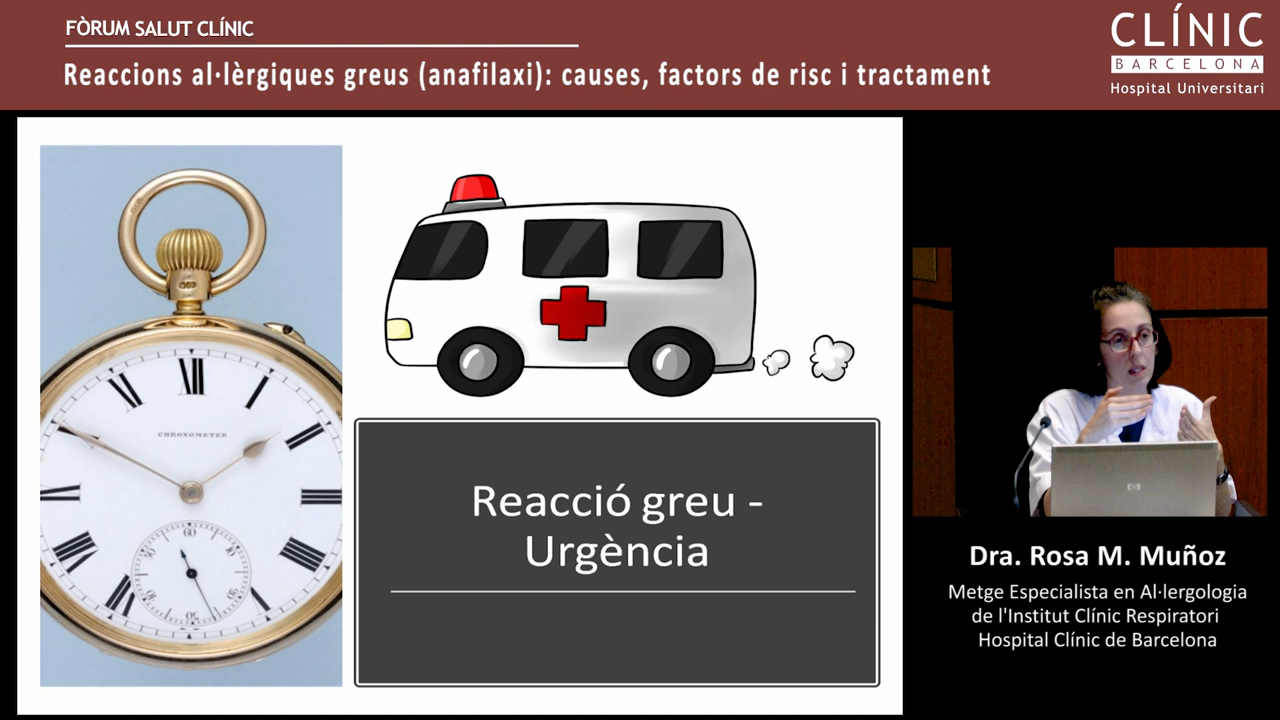 FÒRUM SALUT CLÍNIC
Reaccions al·lèrgiques greus (anafilaxi): causes, factors de risc i tractament
CLÍNIC
BARCELONA
Hospital Universitari
CHRONOMETER
60
Reacció greu -
Urgència
Dra. Rosa M. Muñoz
Metge Especialista en Al·lergologia
de l'Institut Clínic Respiratori
Hospital Clínic de Barcelona